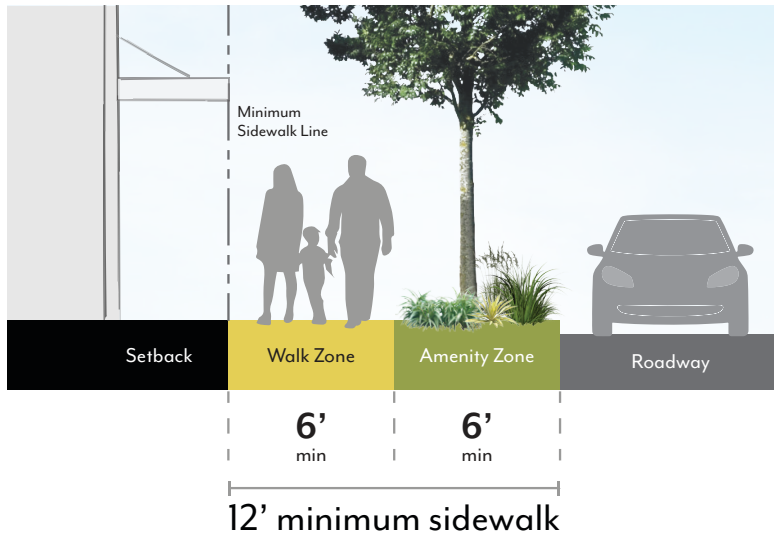 Minimum
Sidewalk Line
Setback
Walk Zone
Amenity Zone
Roadway
6’
min
6’
min
12’ minimum sidewalk